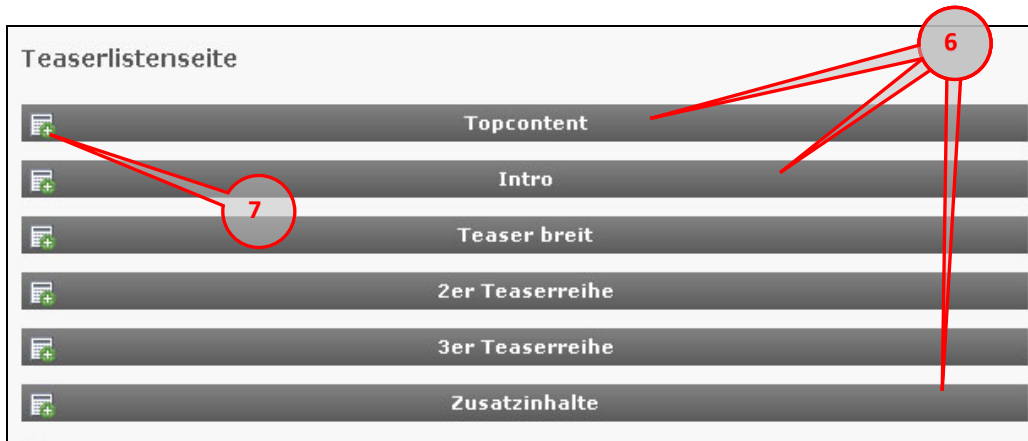 6
Teaserlistenseite
Topcontent
Intro
7
Teaser breit
2er Teaserreihe
3er Teaserreihe
Zusatzinhalte